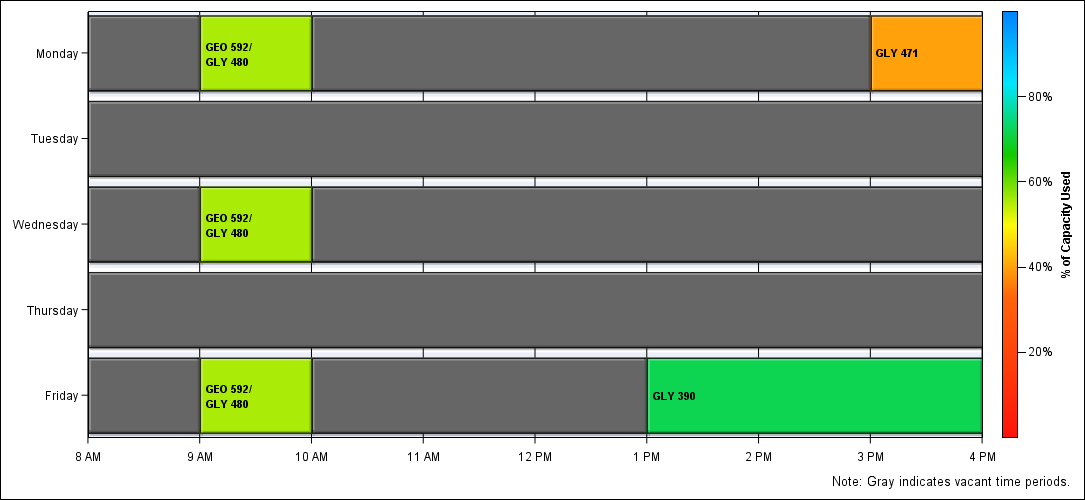 Monday
GEO 592/
GLY 480
GLY 471
Tuesday
Wednesday
GEO 592/
GLY 480
Thursday
Friday
GEO 592/
GLY 480
GLY 390
8 AM 9 AM 10 AM 11 AM 12 PM 1 PM 2 PM 3 PM 4 PM
80%
60%
40%
20%
% of Capacity Used
Note: Gray indicates vacant time periods.